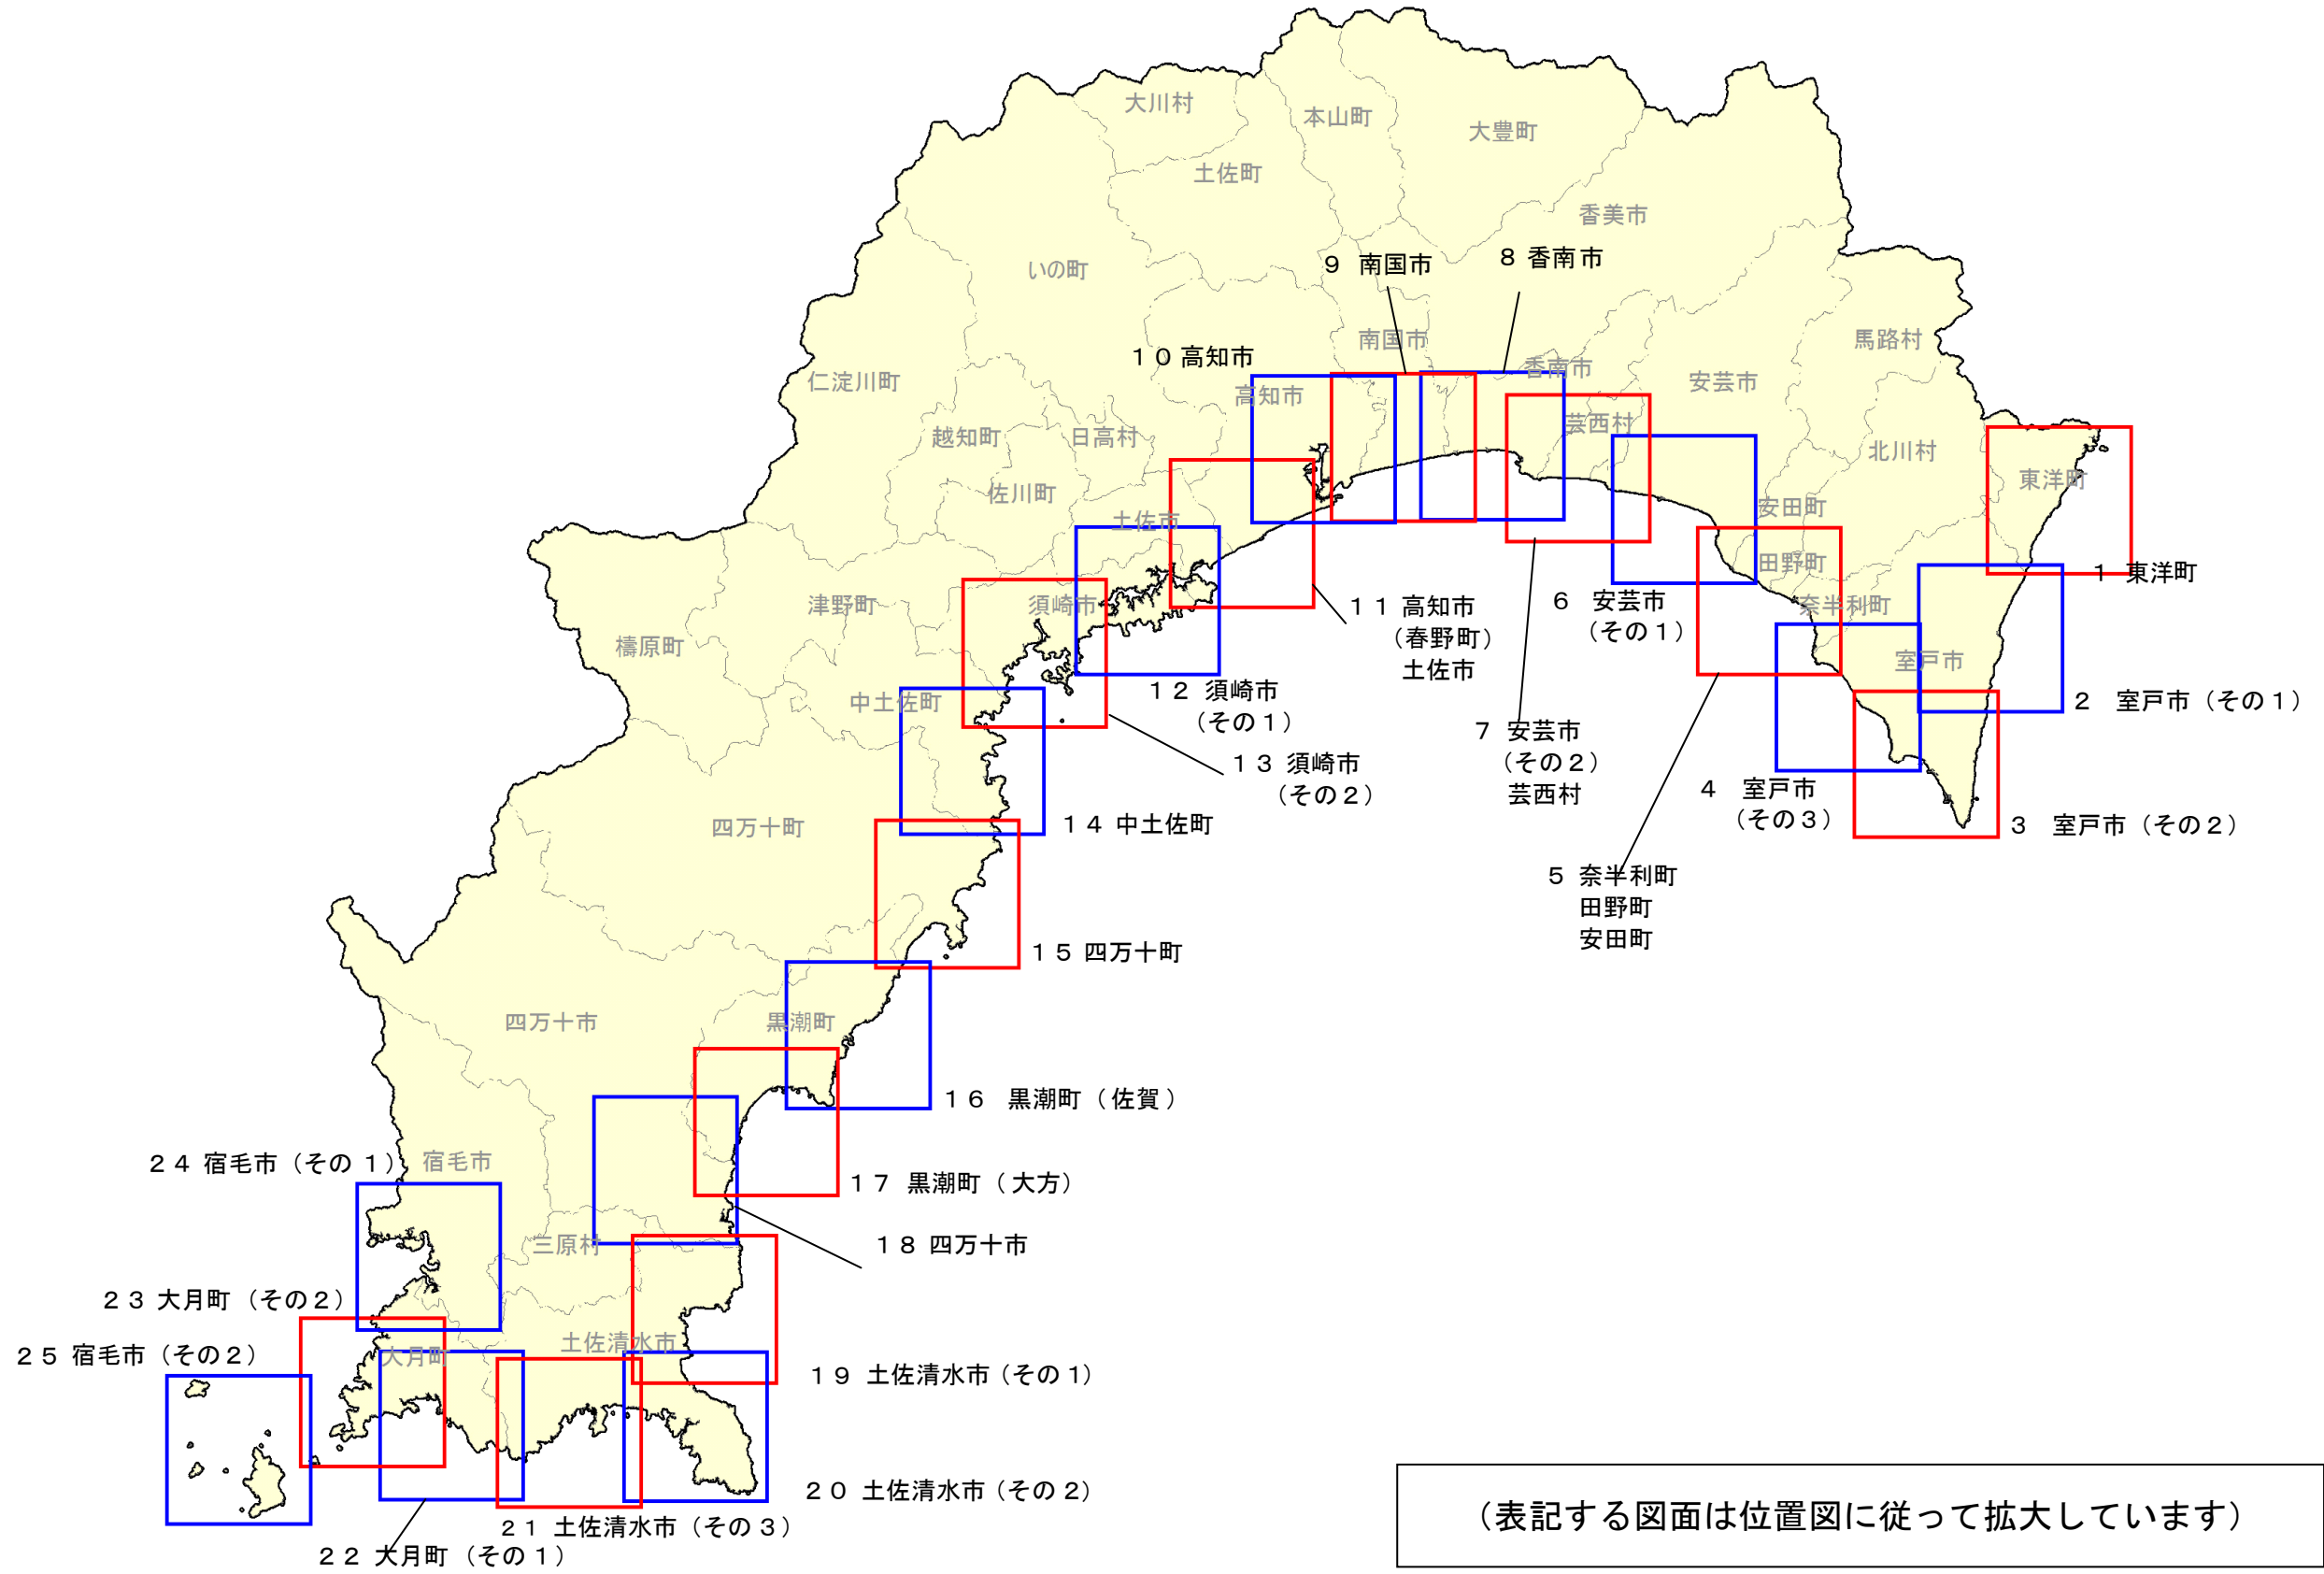 大川村
本山町
大豊町
土佐町
香美市
いの町
9 南国市
8 香南市
南国市
馬路村
10 高知市
香南市
仁淀川町
高知市
安芸市
芸西村
越知町
日高村
北川村
東洋町
佐川町
安田町
土佐市
田野町
1 東洋町
津野町
須崎市
11 高知市
(春野町)
土佐市
6 安芸市
(その1)
奈半利町
梼原町
室戸市
中土佐町
12 須崎市
(その1)
2 室戸市(その1)
7 安芸市
(その2)
芸西村
13 須崎市
(その2)
4 室戸市
(その3)
四万十町
14 中土佐町
3 室戸市(その2)
5 奈半利町
田野町
安田町
15 四万十町
四万十市
黒潮町
16 黒潮町(佐賀)
24 宿毛市(その1)
宿毛市
17 黒潮町(大方)
三原村
18 四万十市
23 大月町(その2)
土佐清水市
25 宿毛市(その2)
大月町
19 土佐清水市(その1)
20 土佐清水市(その2)
21 土佐清水市(その3)
22 大月町(その1)
(表記する図面は位置図に従って拡大しています)